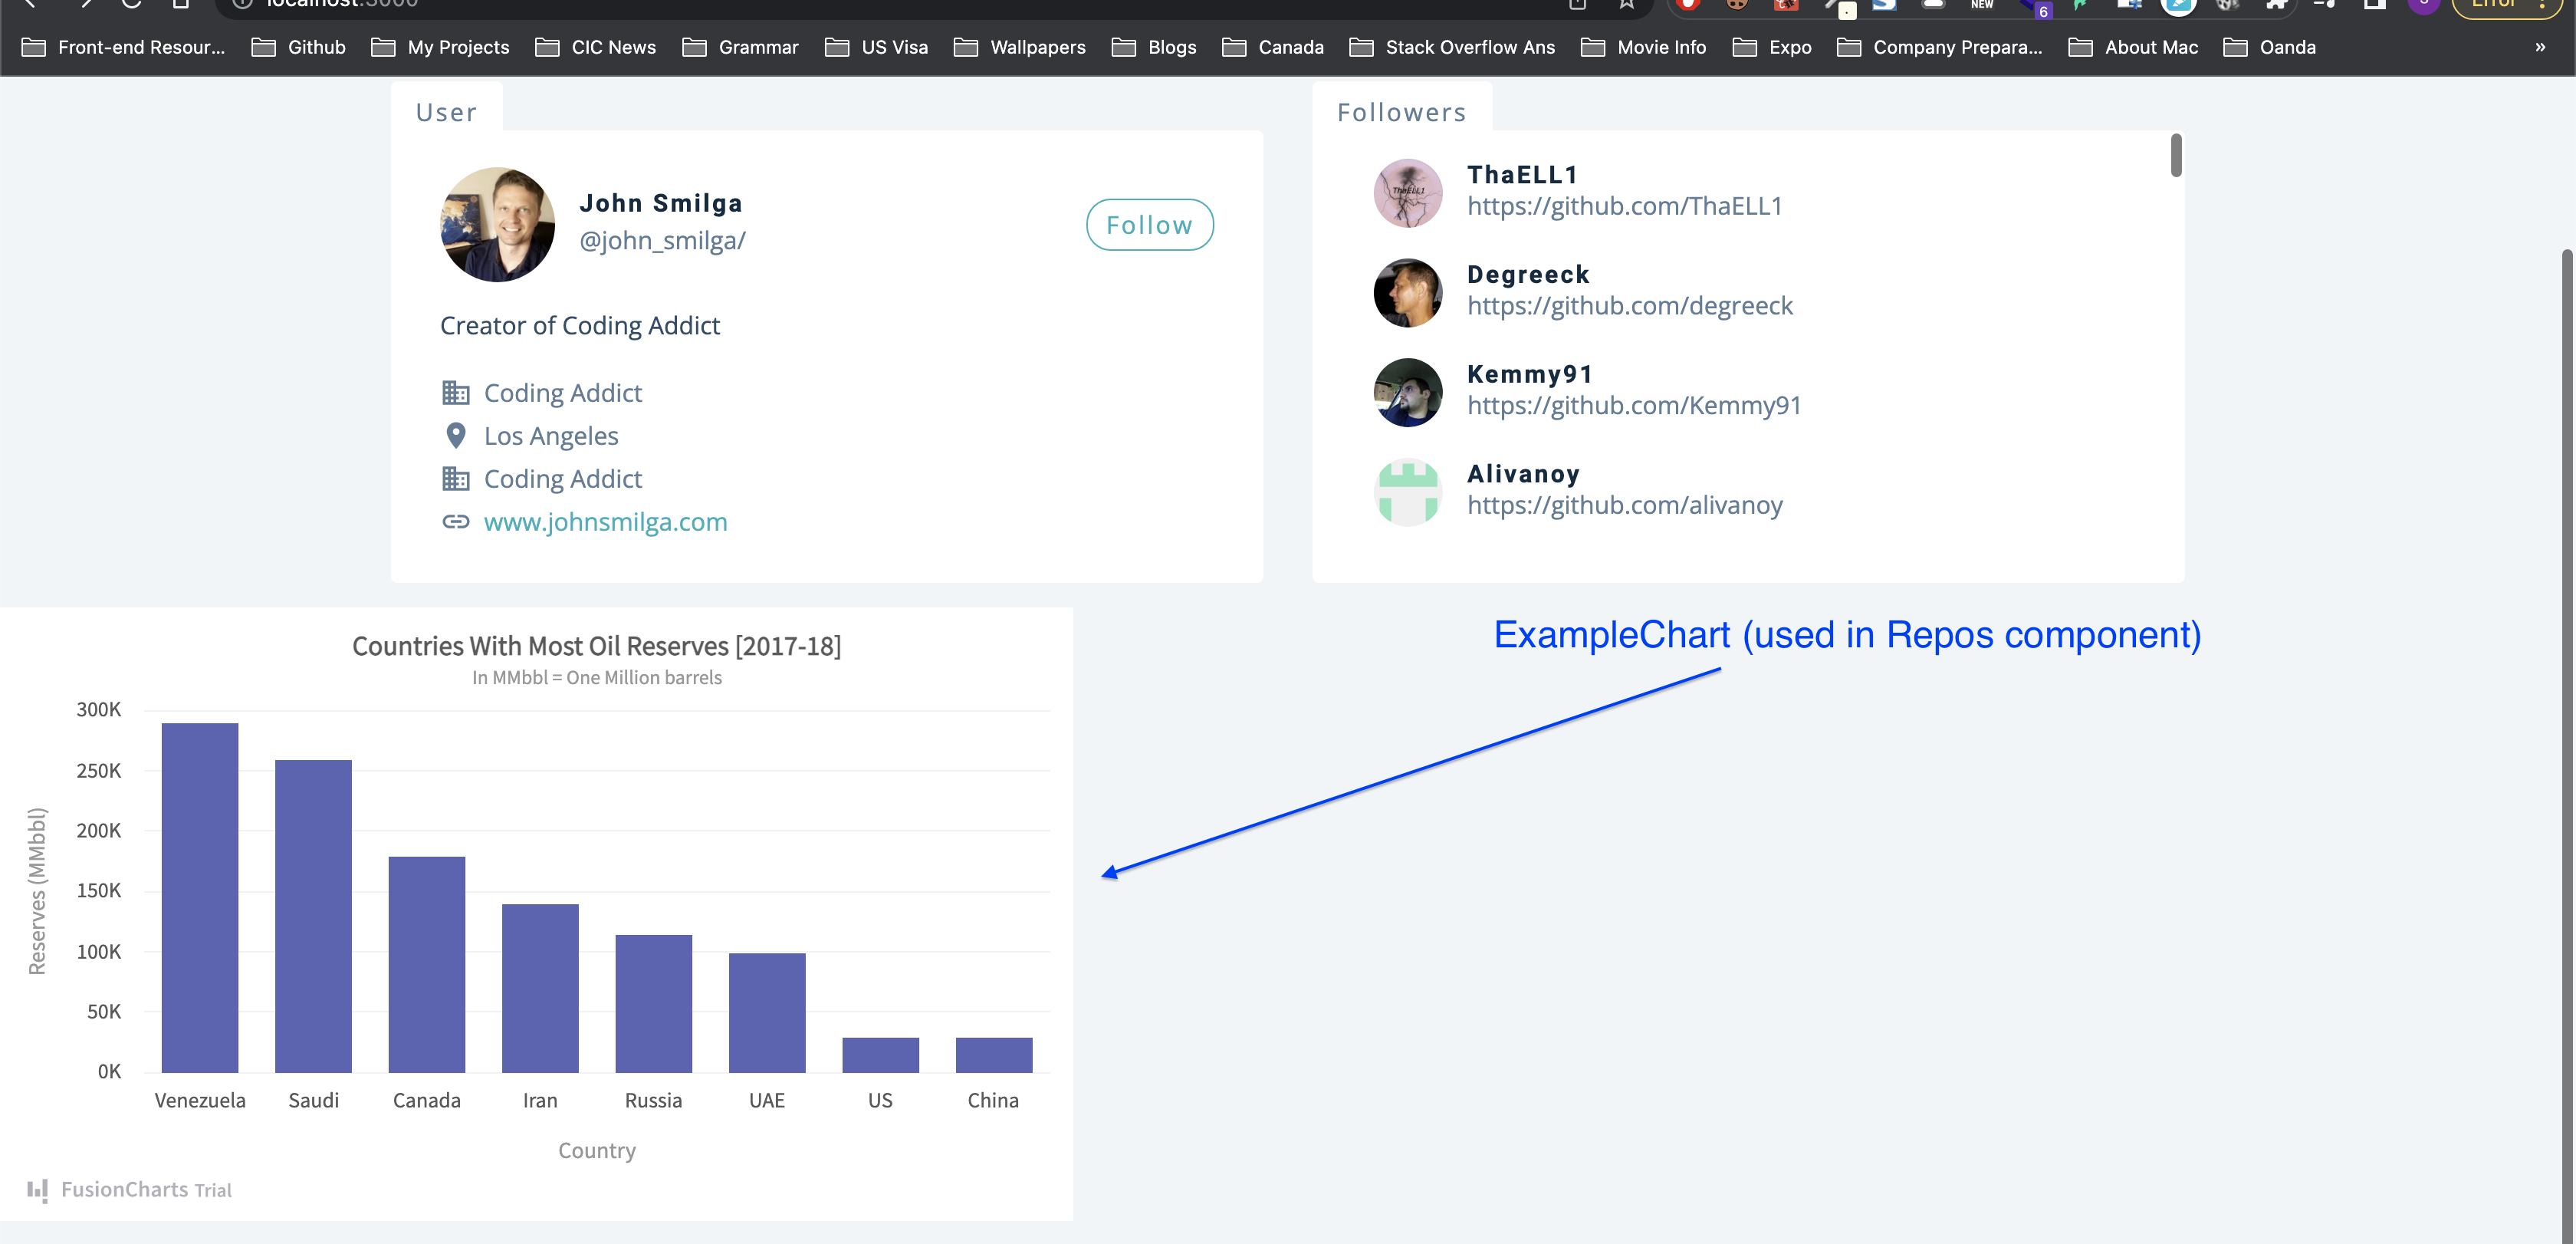 localhost:3000
NEW
6
Error
Front-end Resour...
Github
My Projects
CIC News
Grammar
US Visa
Wallpapers
Blogs
Canada
Stack Overflow Ans
Movie Info
Expo
Company Prepara...
About Mac
Oanda
»
User
John Smilga
@john_smilga/
Follow
Creator of Coding Addict
Coding Addict
Los Angeles
Coding Addict
www.johnsmilga.com
Followers
ThaELL1
ThaELL1
https://github.com/ThaELL1
Degreeck
https://github.com/degreeck
Kemmy91
https://github.com/Kemmy91
Alivanoy
https://github.com/alivanoy
ExampleChart (used in Repos component)
Countries With Most Oil Reserves [2017-18]
In MMbbl = One Million barrels
Reserves (MMbbl)
300K
250K
200K
150K
100K
50K
0K
Venezuela
Saudi
Canada
Iran
Russia
UAE
US
China
Country
FusionCharts Trial